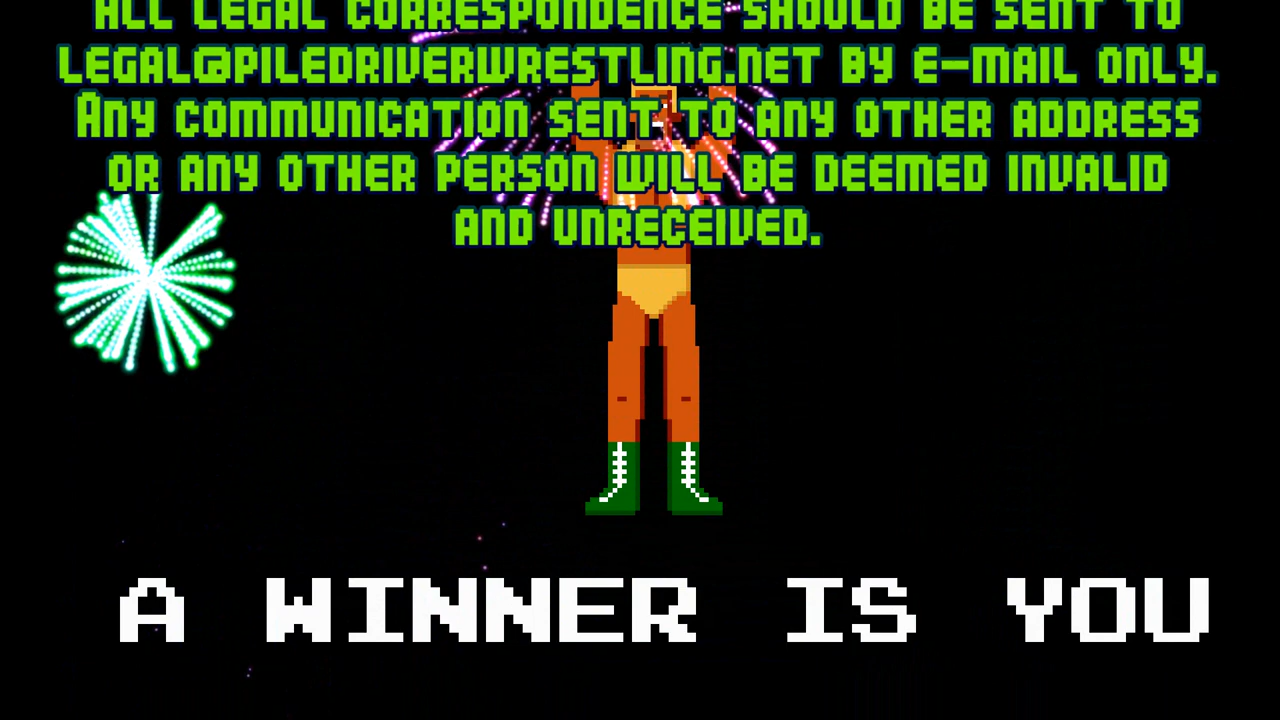 ALL LEGAL CORRESPONDENCE SHOULD BE SENT TO
LEGAL@PILEDRIVERWRESTLING.NET BY E-MAIL ONLY.
ANY COMMUNICATION SENT TO ANY OTHER ADDRESS
OR ANY OTHER PERSON WILL BE DEEMED INVALID
AND UNRECEIVED.
A WINNER IS YOU